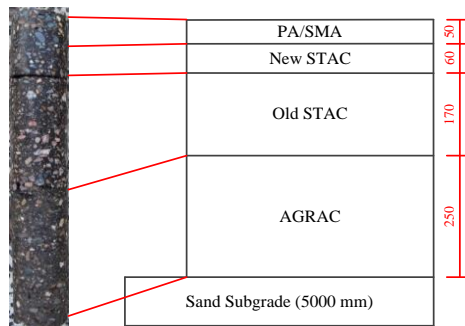 PA/SMA
50
New STAC
60
Old STAC
170
AGRAC
250
Sand Subgrade (5000 mm)